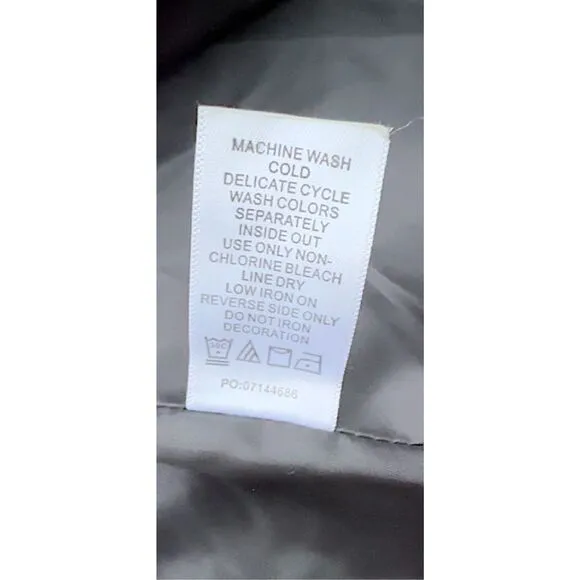 MACHINE WASH
COLD
DELICATE CYCLE
WASH COLORS
SEPARATELY
INSIDE OUT
USE ONLY NON-
CHLORINE BLEACH
LINE DRY
LOW IRON ON
REVERSE SIDE ONLY
DO NOT IRON
DECORATION
30C
PO:07144686